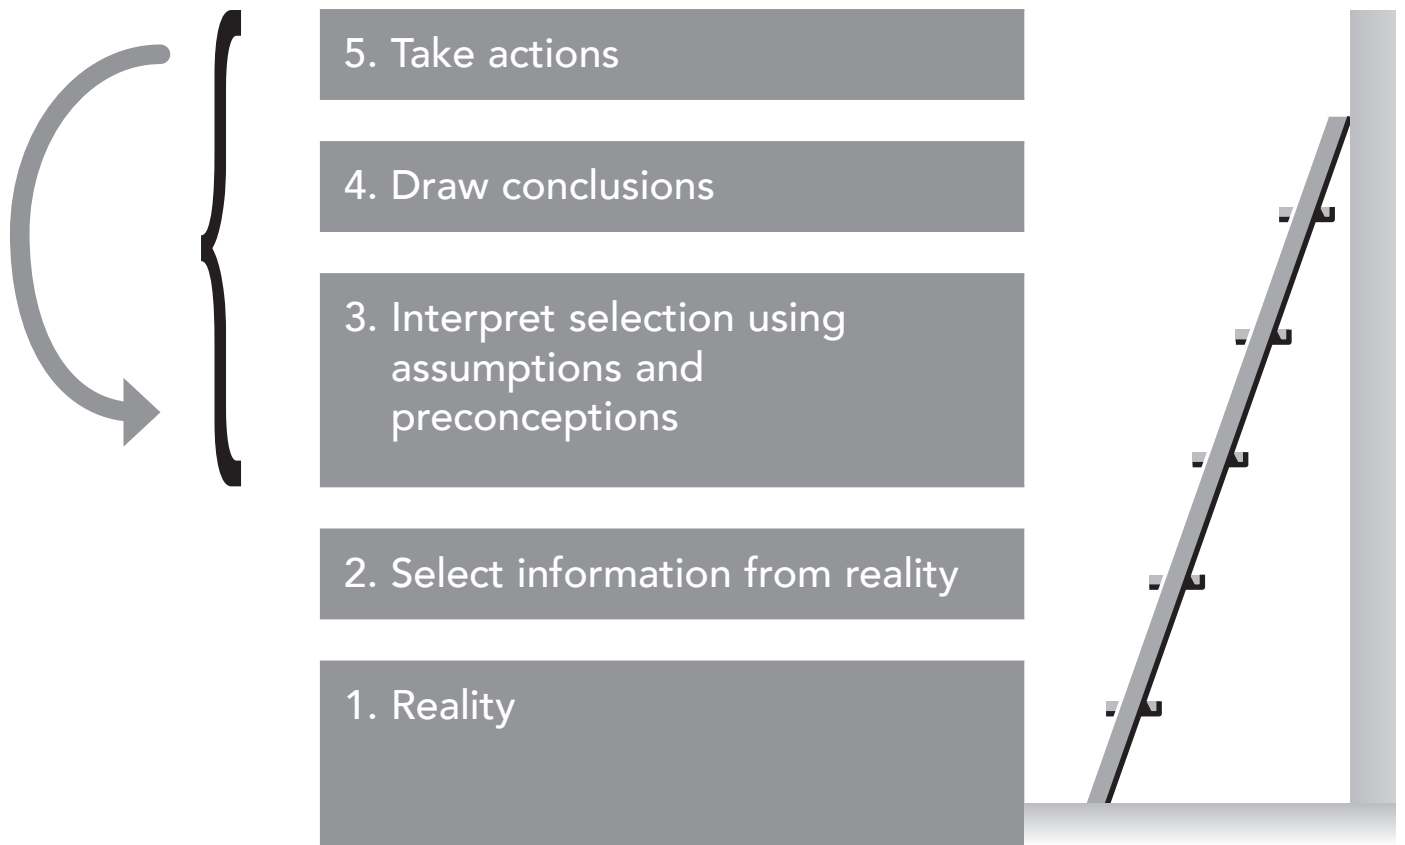 5. Take actions
4. Draw conclusions
3. Interpret selection using
assumptions and
preconceptions
2. Select information from reality
1. Reality